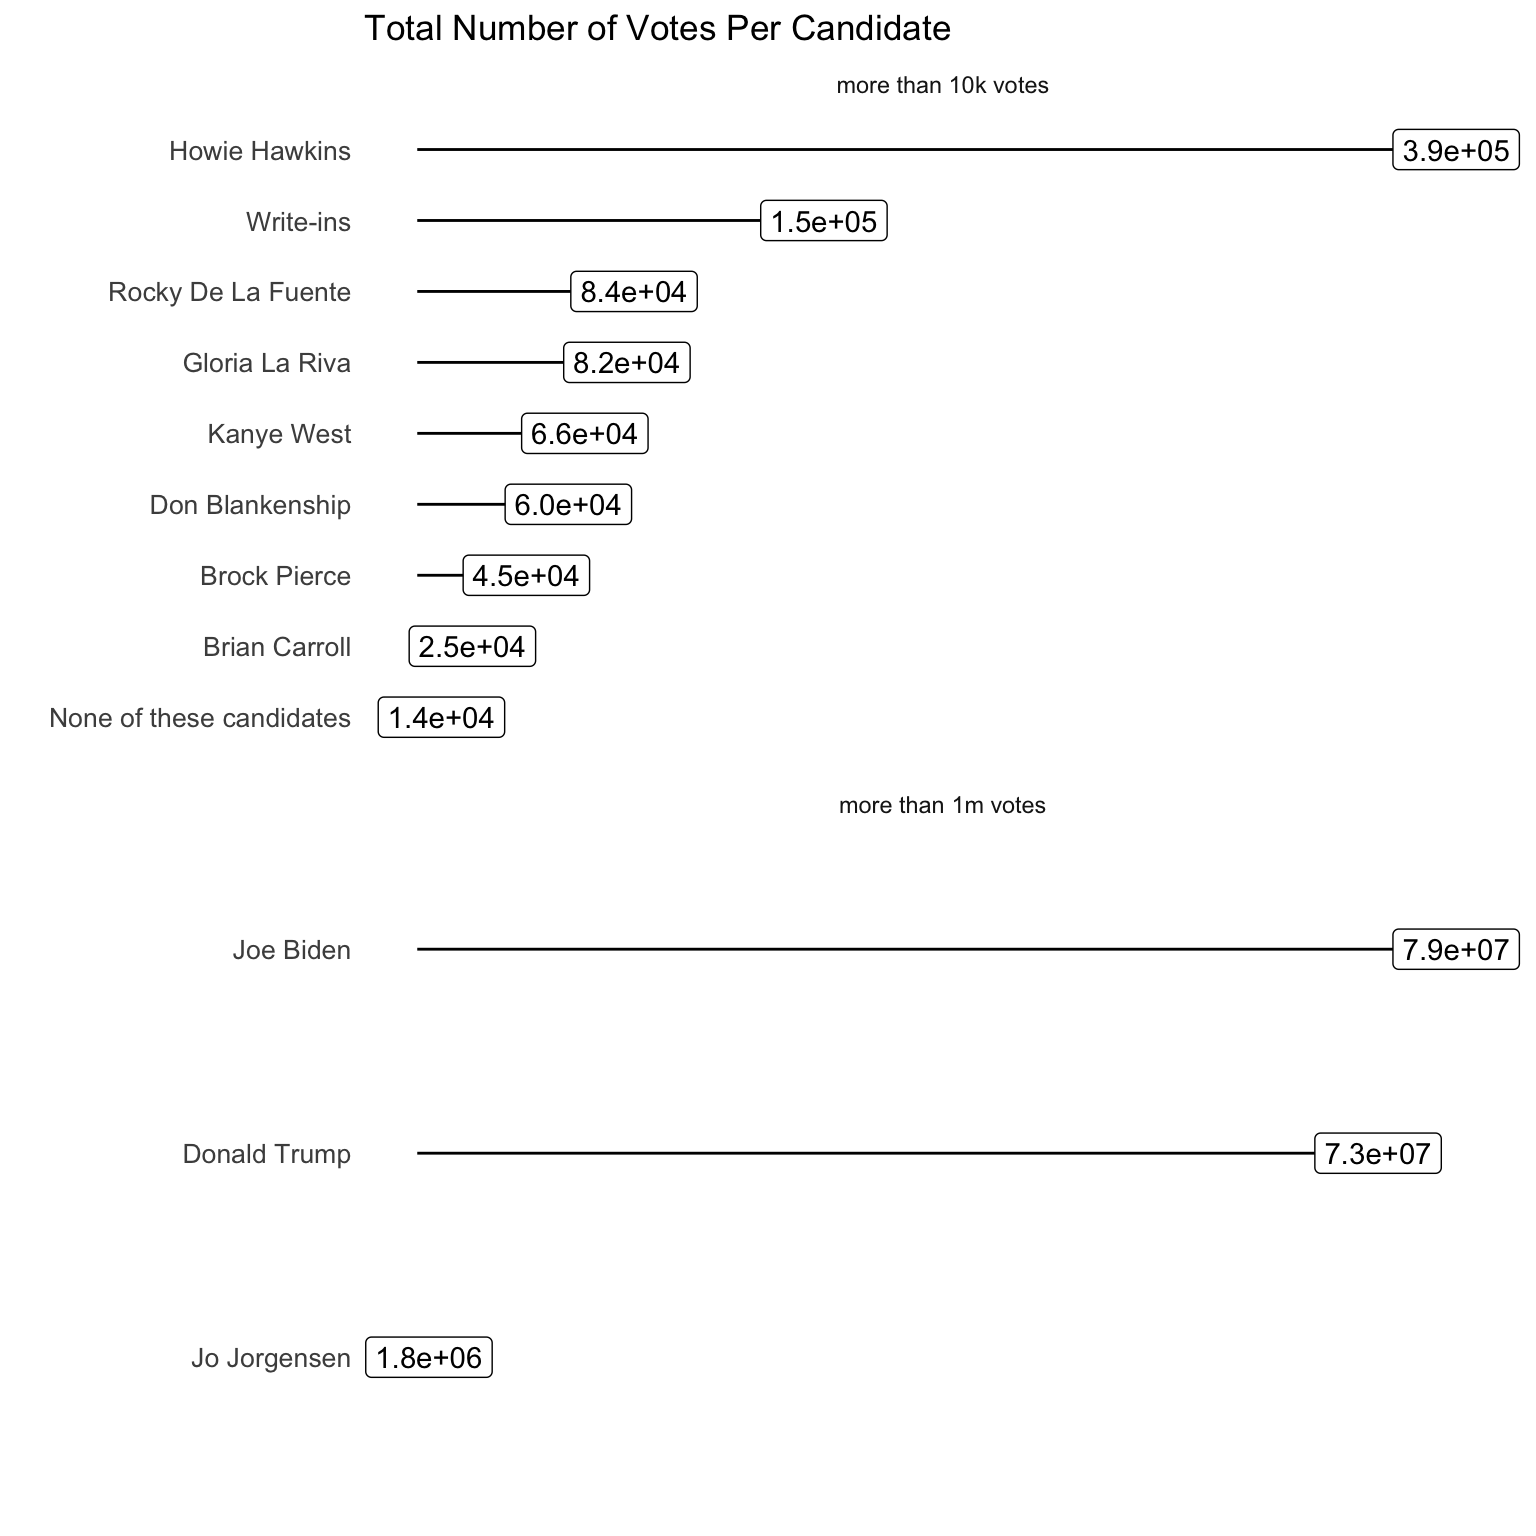 Total Number of Votes Per Candidate
more than 10k votes
Howie Hawkins 3.9e+05
Write-ins 1.5e+05
Rocky De La Fuente 8.4e+04
Gloria La Riva 8.2e+04
Kanye West 6.6e+04
Don Blankenship 6.0e+04
Brock Pierce 4.5e+04
Brian Carroll 2.5e+04
None of these candidates 1.4e+04
more than 1m votes
Joe Biden 7.9e+07
Donald Trump 7.3e+07
Jo Jorgensen 1.8e+06